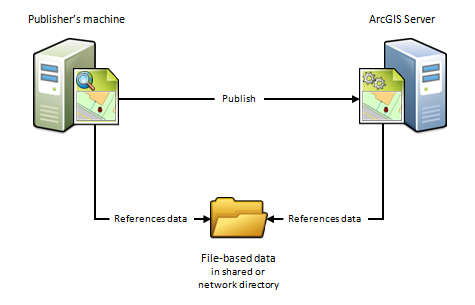 Publisher's machine
ArcGIS Server
Publish
References data
References data
File-based data
in shared or
network directory